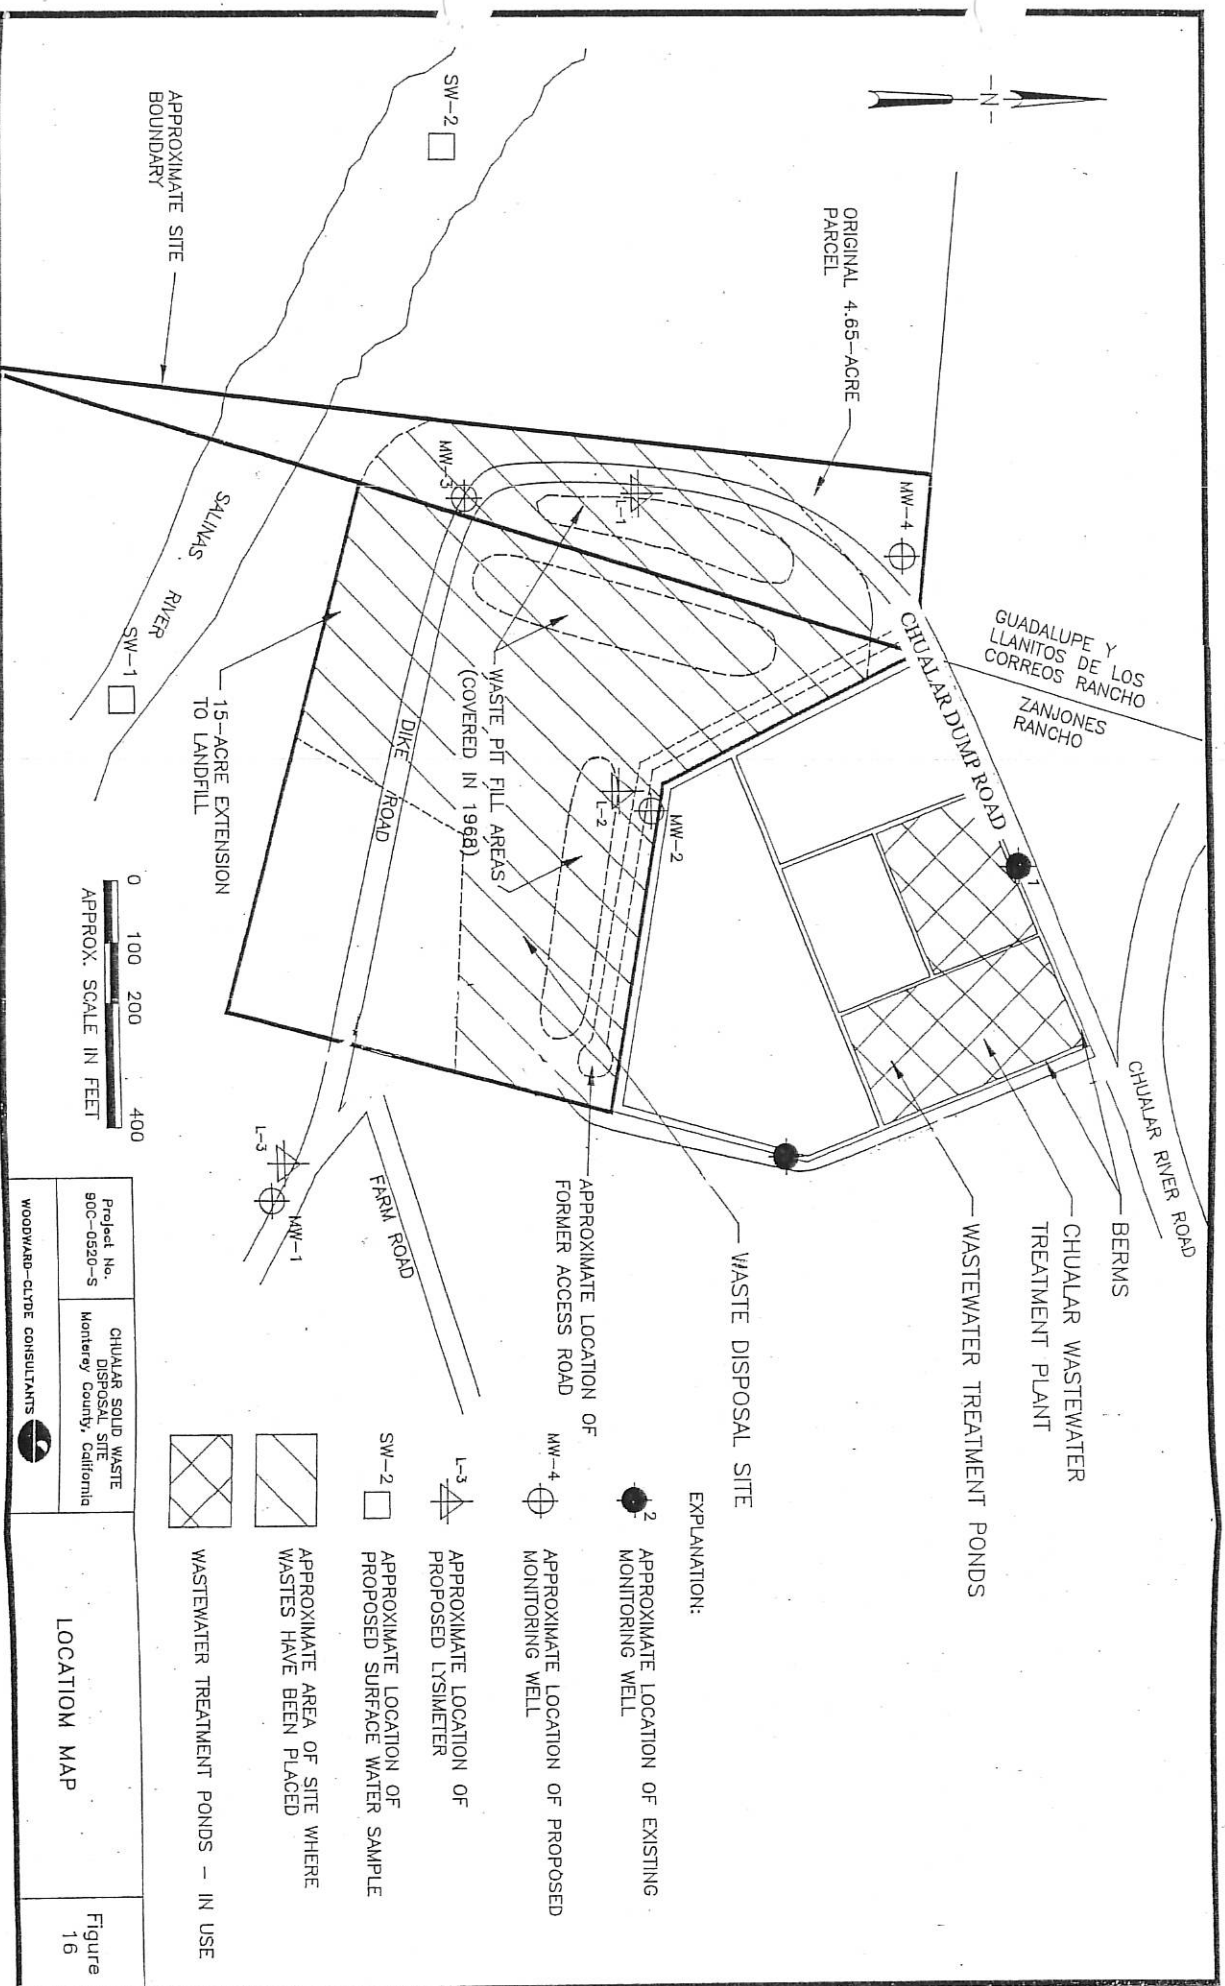 -N-
SW-2
APPROXIMATE SITE
BOUNDARY
ORIGINAL 4.65-ACRE
PARCEL
MW-4
MW-3
L-1
GUADALUPE Y
LLANITOS DE LOS
CORREOS RANCHO
ZANJONES
RANCHO
CHUALAR DUMP ROAD
SALINAS RIVER
SW-1
15-ACRE EXTENSION
TO LANDFILL
DIKE ROAD
WASTE PIT FILL AREAS
(COVERED IN 1968)
L-2
MW-2
1
CHUALAR RIVER ROAD
BERMS
CHUALAR WASTEWATER
TREATMENT PLANT
WASTEWATER TREATMENT PONDS
WASTE DISPOSAL SITE
APPROXIMATE LOCATION OF
FORMER ACCESS ROAD
FARM ROAD
L-3
MW-1
0 100 200 400
APPROX. SCALE IN FEET
EXPLANATION:
2
APPROXIMATE LOCATION OF EXISTING
MONITORING WELL
MW-4
APPROXIMATE LOCATION OF PROPOSED
MONITORING WELL
L-3
APPROXIMATE LOCATION OF
PROPOSED LYSIMETER
SW-2
APPROXIMATE LOCATION OF
PROPOSED SURFACE WATER SAMPLE
APPROXIMATE AREA OF SITE WHERE
WASTES HAVE BEEN PLACED
WASTEWATER TREATMENT PONDS - IN USE
Project No.
90C-0520-S
CHUALAR SOLID WASTE
DISPOSAL SITE
Monterey County, California
WOODWARD-CLYDE CONSULTANTS
LOCATIOM MAP
Figure
16